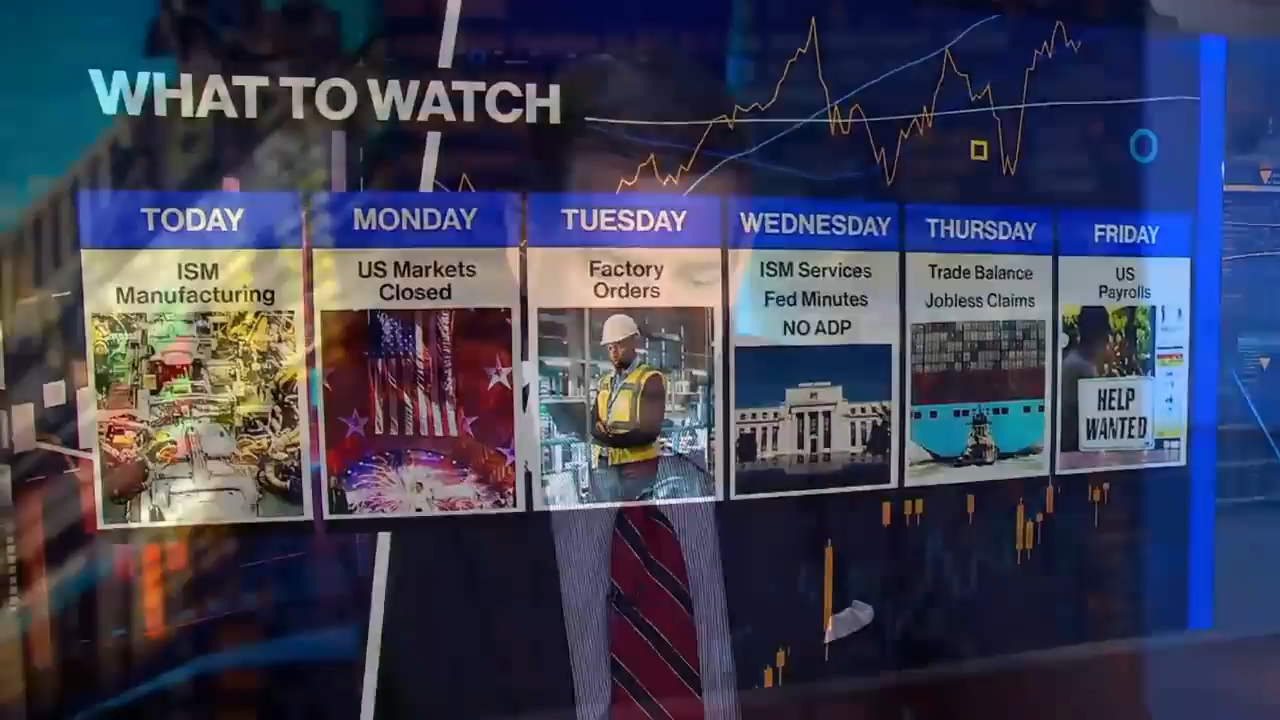 WHAT TO WATCH
TODAY
ISM
Manufacturing
MONDAY
US Markets
Closed
TUESDAY
Factory
Orders
WEDNESDAY
ISM Services
Fed Minutes
NO ADP
THURSDAY
Trade Balance
Jobless Claims
FRIDAY
US
Payrolls
HELP
WANTED